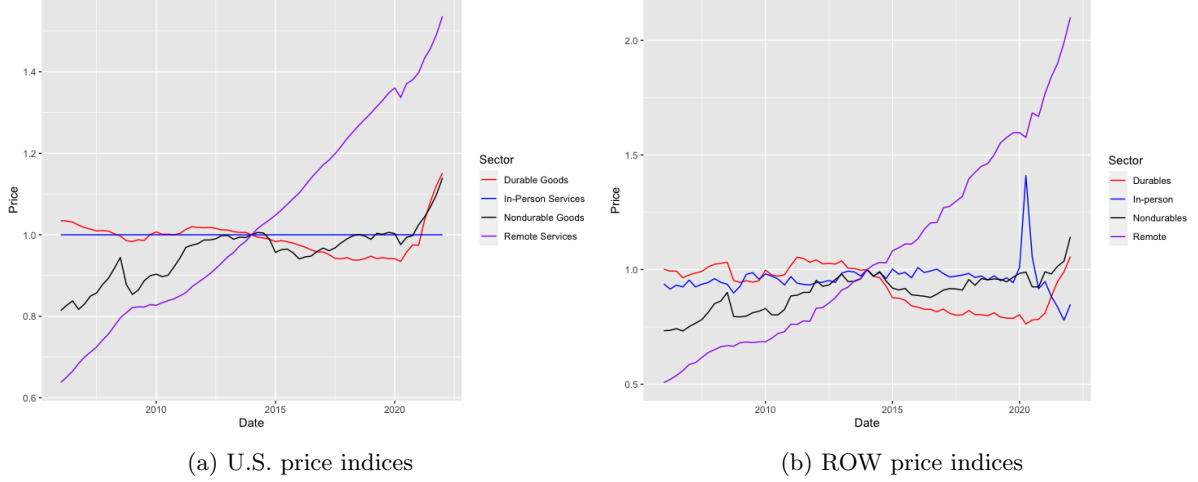 1.4
1.2
1.0
0.8
0.6
Price
2010
2015
2020
Date
Sector
Durable Goods
In-Person Services
Nondurable Goods
Remote Services
(a) U.S. price indices
2.0
1.5
1.0
0.5
Price
2010
2015
2020
Date
Sector
Durables
In-person
Nondurables
Remote
(b) ROW price indices